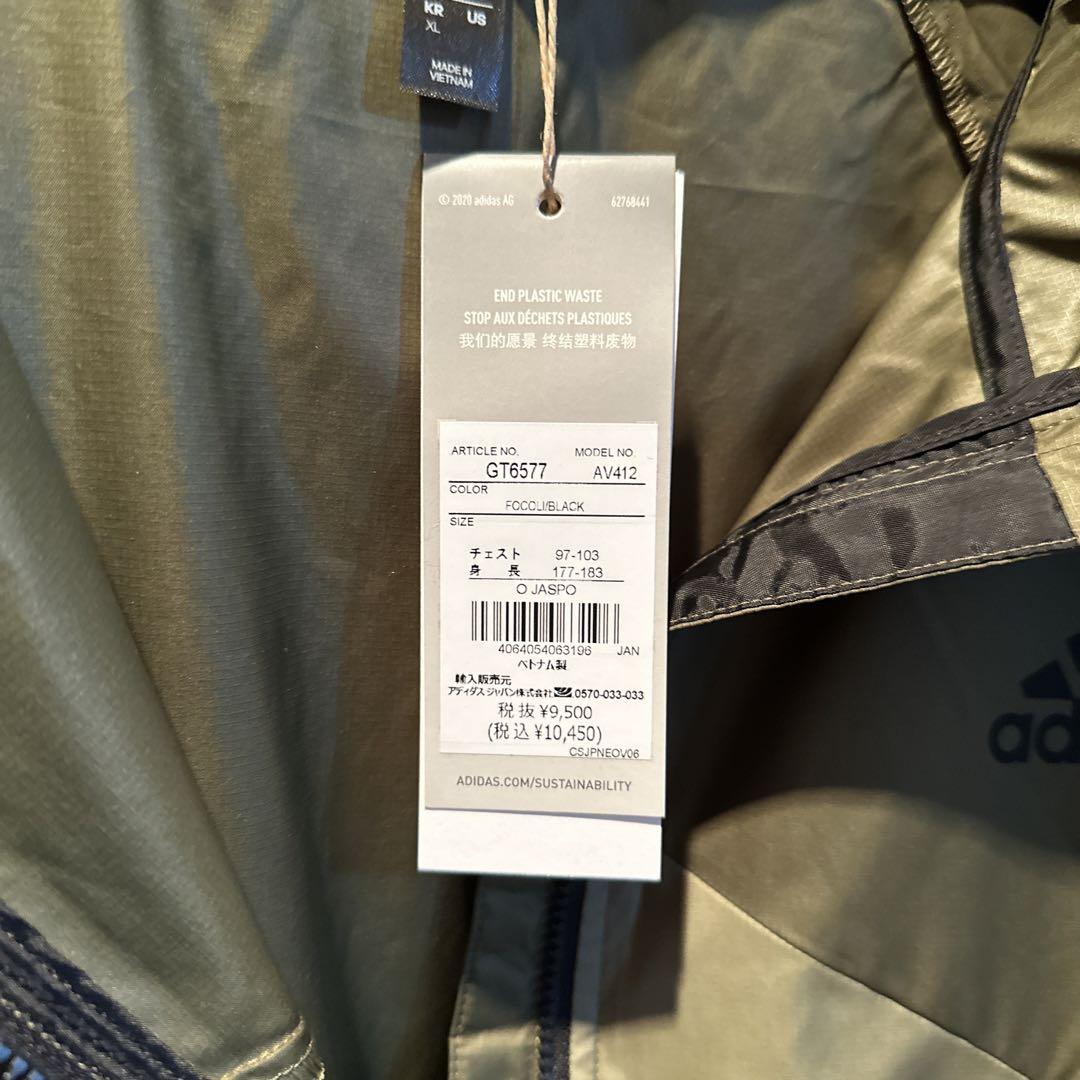 KR US
XL
MADE IN
VIETNAM
© 2020 adidas AG 62768441
END PLASTIC WASTE
STOP AUX DÉCHETS PLASTIQUES
我们的愿景 终结塑料废物
ARTICLE NO. MODEL NO.
GT6577 AV412
COLOR
FOCOLI/BLACK
SIZE
チェスト 97-103
身長 177-183
O JASPO
4064054063196 JAN
ベトナム製
輸入販売元
アディダス ジャパン株式会社 0570-033-033
税抜 ¥9,500
(税込 ¥10,450)
CSJPNEOV06
ADIDAS.COM/SUSTAINABILITY
ad